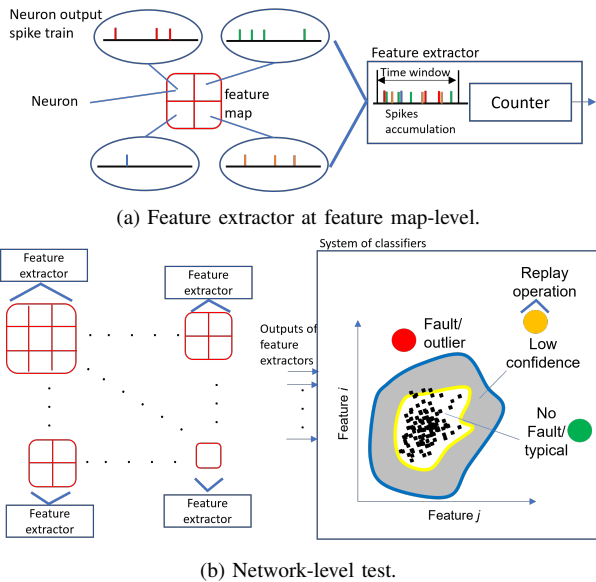 Neuron output
spike train
Neuron
feature
map
Feature extractor
Time window
Spikes
accumulation
Counter
(a) Feature extractor at feature map-level.
Feature
extractor
Feature
extractor
Feature
extractor
Feature
extractor
Outputs of
feature
extractors
System of classifiers
Replay
operation
Fault/
outlier
Low
confidence
No
Fault/
typical
Feature i
Feature j
(b) Network-level test.